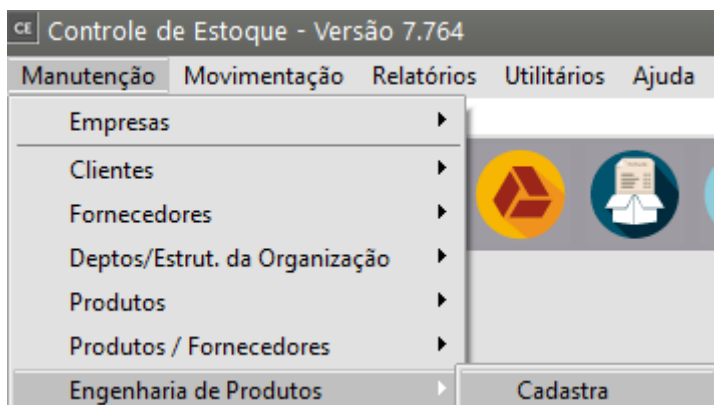 CE Controle de Estoque - Versão 7.764
Manutenção Movimentação Relatórios Utilitários Ajuda
Empresas
Clientes
Fornecedores
Deptos/Estrut. da Organização
Produtos
Produtos / Fornecedores
Engenharia de Produtos Cadastra